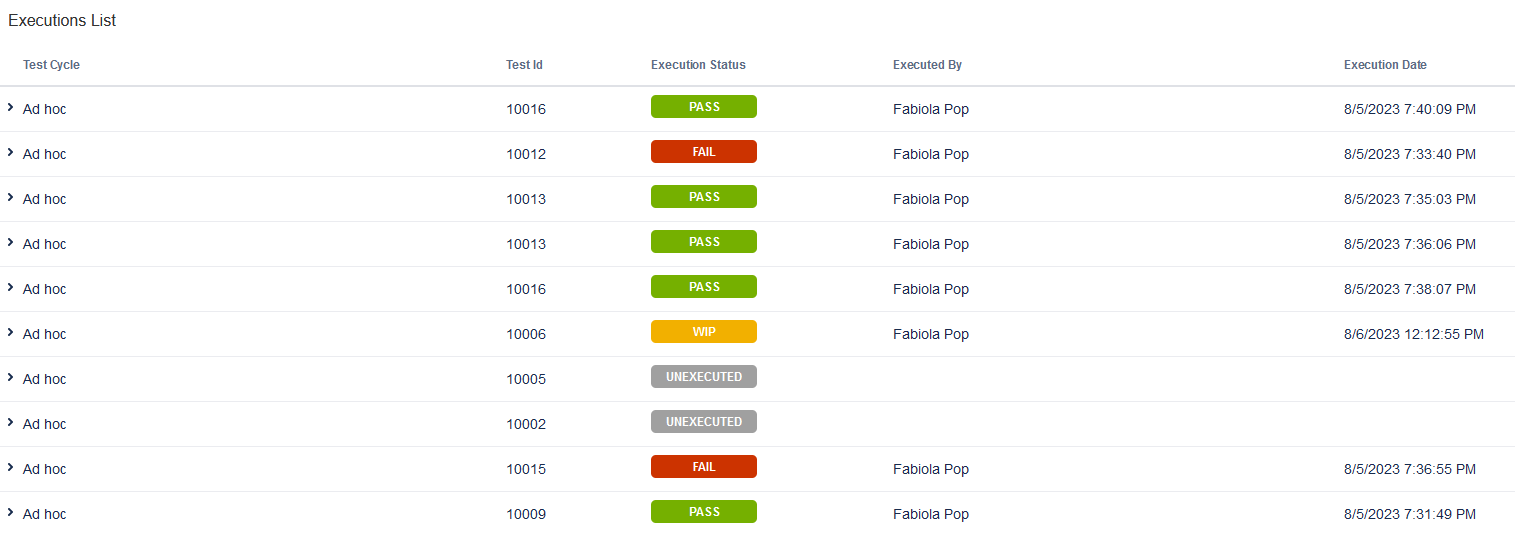 Executions List
Test Cycle Test Id Execution Status Executed By Execution Date
Ad hoc 10016 PASS Fabiola Pop 8/5/2023 7:40:09 PM
Ad hoc 10012 FAIL Fabiola Pop 8/5/2023 7:33:40 PM
Ad hoc 10013 PASS Fabiola Pop 8/5/2023 7:35:03 PM
Ad hoc 10013 PASS Fabiola Pop 8/5/2023 7:36:06 PM
Ad hoc 10016 PASS Fabiola Pop 8/5/2023 7:38:07 PM
Ad hoc 10006 WIP Fabiola Pop 8/6/2023 12:12:55 PM
Ad hoc 10005 UNEXECUTED
Ad hoc 10002 UNEXECUTED
Ad hoc 10015 FAIL Fabiola Pop 8/5/2023 7:36:55 PM
Ad hoc 10009 PASS Fabiola Pop 8/5/2023 7:31:49 PM